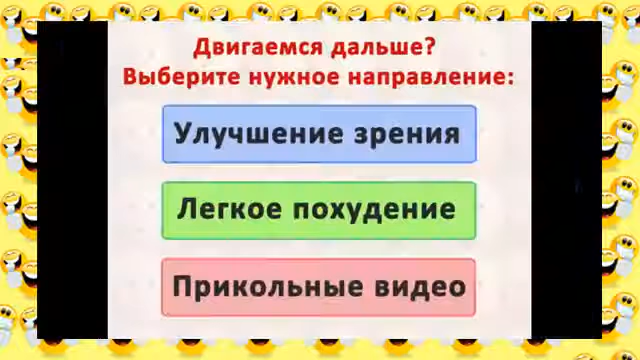 Двигаемся дальше?
Выберите нужное направление:
Улучшение зрения
Легкое похудение
Прикольные видео